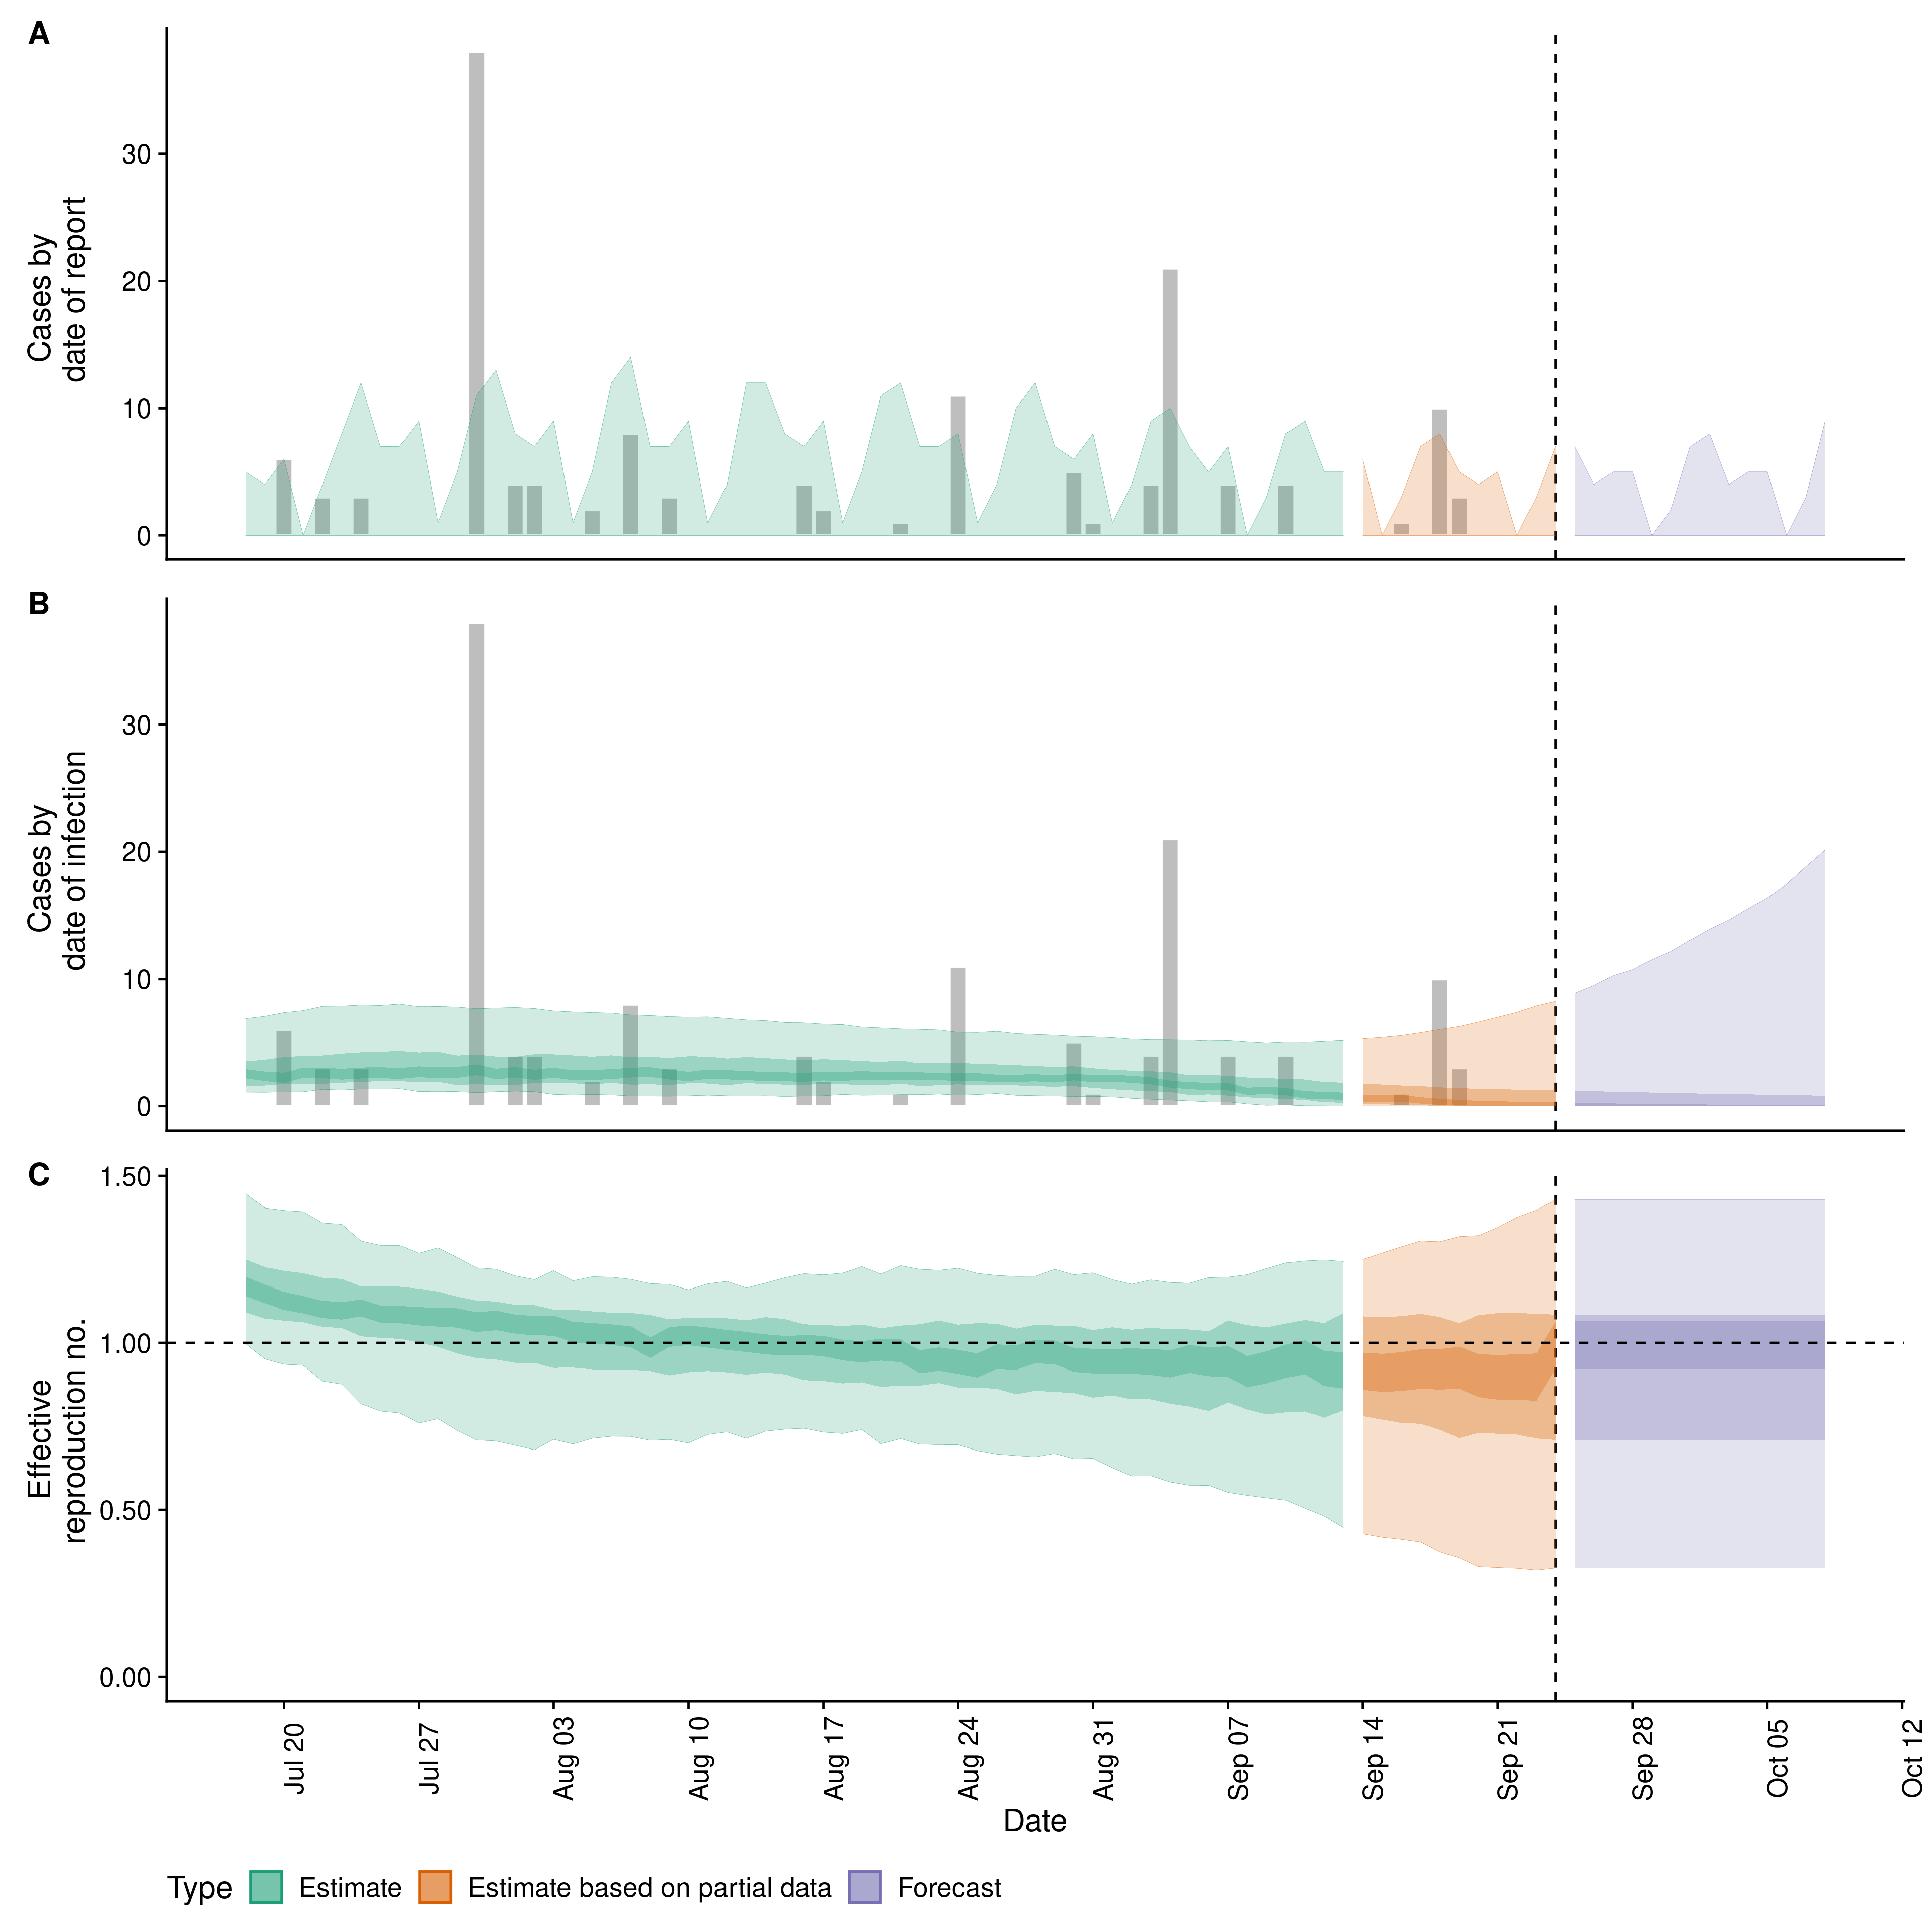 A
Cases by
date of report
30
20
10
0
B
Cases by
date of infection
30
20
10
0
C
Effective
reproduction no.
1.50
1.00
0.50
0.00
Jul 20
Jul 27
Aug 03
Aug 10
Aug 17
Aug 24
Aug 31
Sep 07
Sep 14
Sep 21
Sep 28
Oct 05
Oct 12
Date
Type
Estimate
Estimate based on partial data
Forecast